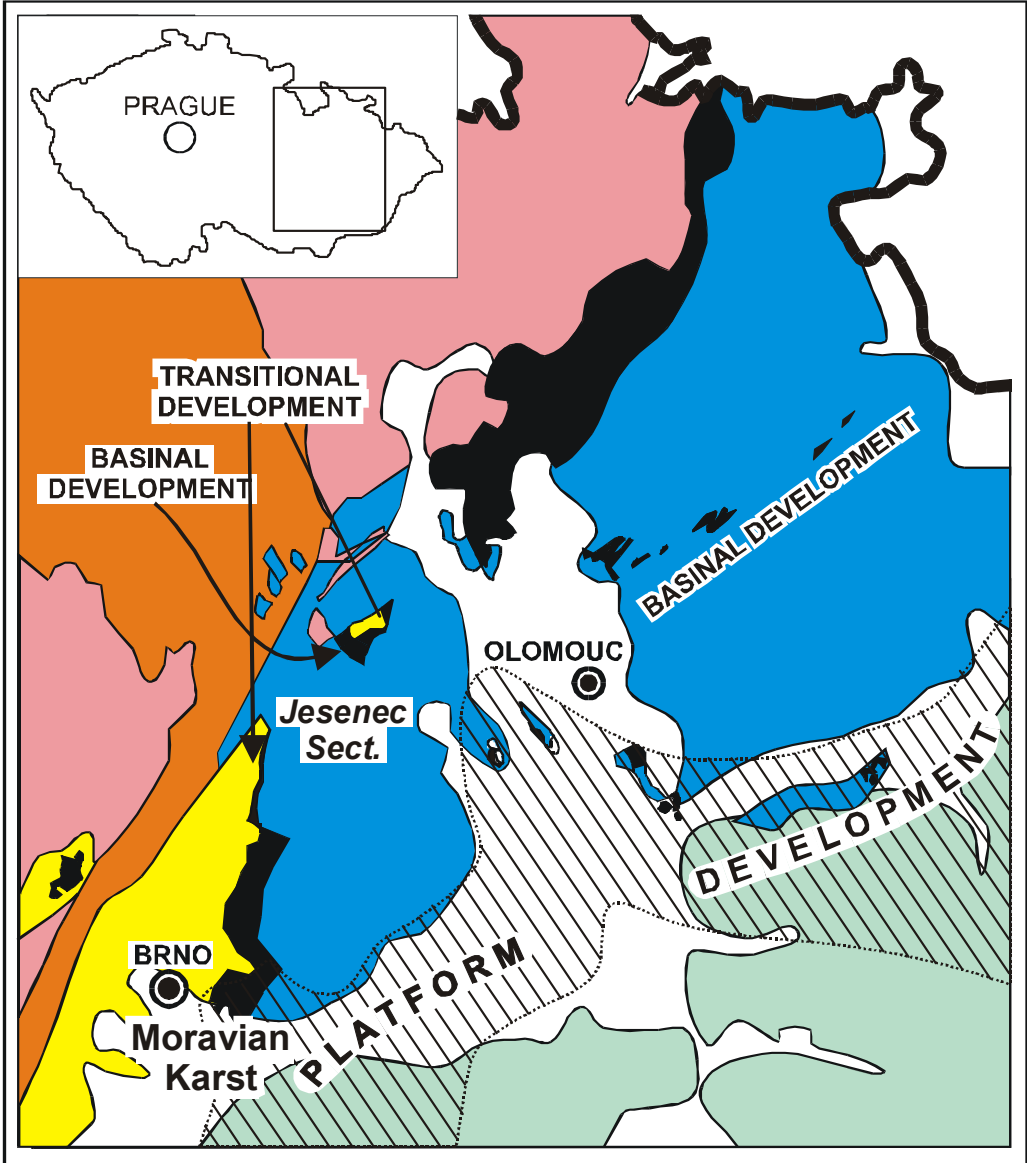 PRAGUE
TRANSITIONAL
DEVELOPMENT
BASINAL
DEVELOPMENT
BASINAL DEVELOPMENT
OLOMOUC
Jesenec
Sect.
PLATFORM
DEVELOPMENT
BRNO
Moravian
Karst